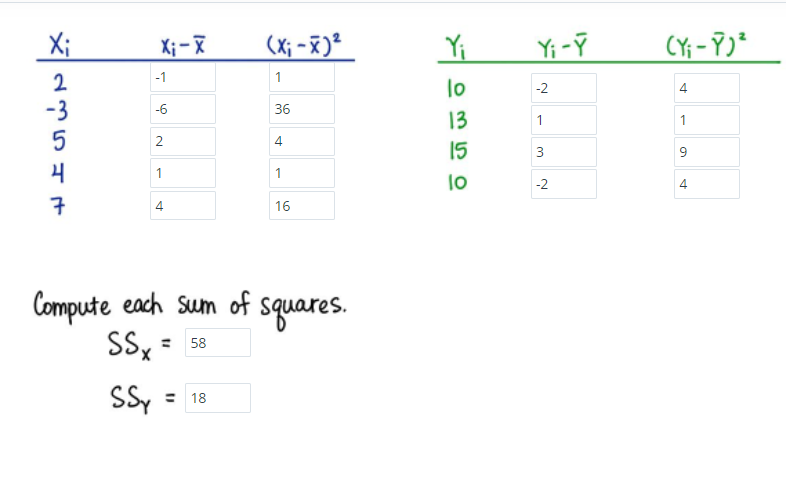 Xi Xi-x̄ (Xi-x̄)² Yi Yi-Ȳ (Yi-Ȳ)²
2 -1 1 10 -2 4
-3 -6 36 13 1 1
5 2 4 15 3 9
4 1 1 10 -2 4
7 4 16
Compute each sum of squares.
SSx = 58
SSY = 18